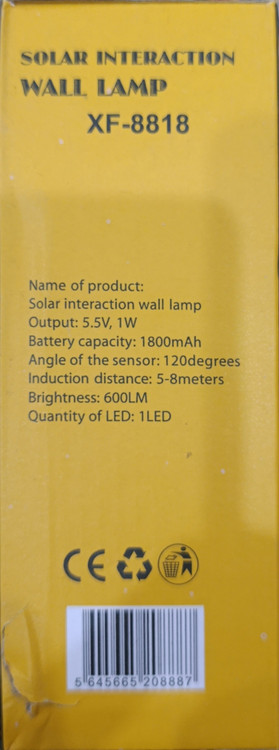 SOLAR INTERACTION
WALL LAMP
XF-8818
Name of product:
Solar interaction wall lamp
Output: 5.5V, 1W
Battery capacity: 1800mAh
Angle of the sensor: 120degrees
Induction distance: 5-8meters
Brightness: 600LM
Quantity of LED: 1LED
CE
5 645665 208887